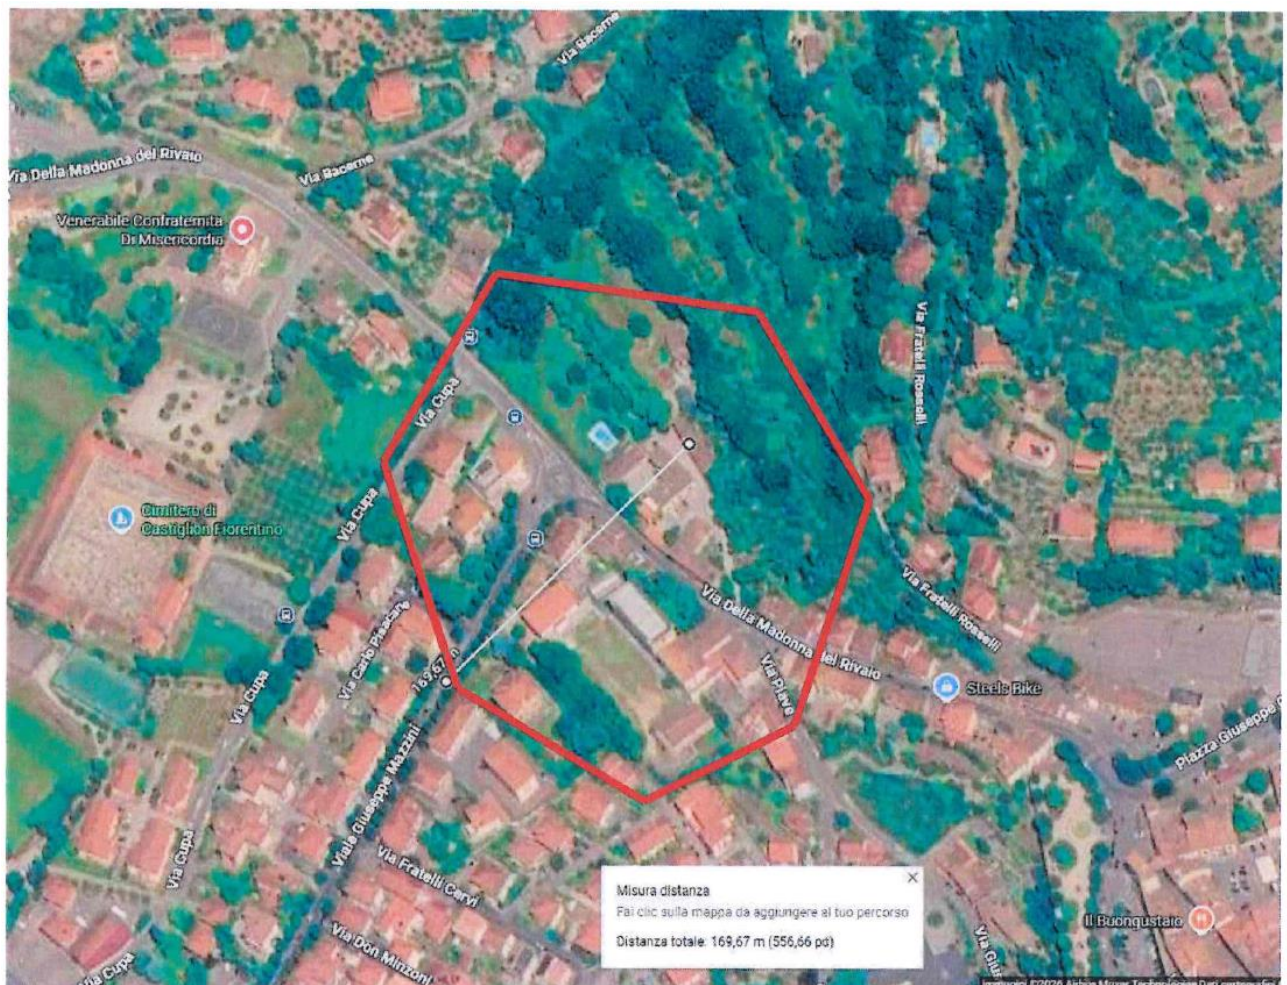 Via Bacerne
Via Della Madonna del Rivaio
Via Bacerne
Venerabile Confraternita
Di Misericordia
Via Fratelli Rosselli
Via Cupa
Cimitero di
Castiglion Fiorentino
Via Cupa
Via Fratelli Rosselli
Via Della Madonna del Rivaio
Via Carlo Pisacane
169,67 m
Via Piave
Steels Bike
Via Cupa
Piazza Giuseppe
Viale Giuseppe Mazzini
Via Cupa
Via Fratelli Cervi
Misura distanza
Fai clic sulla mappa da aggiungere al tuo percorso
Distanza totale: 169,67 m (556,66 pd)
Il Buongustaio
Via Don Minzoni
Via Giu
Via Cupa